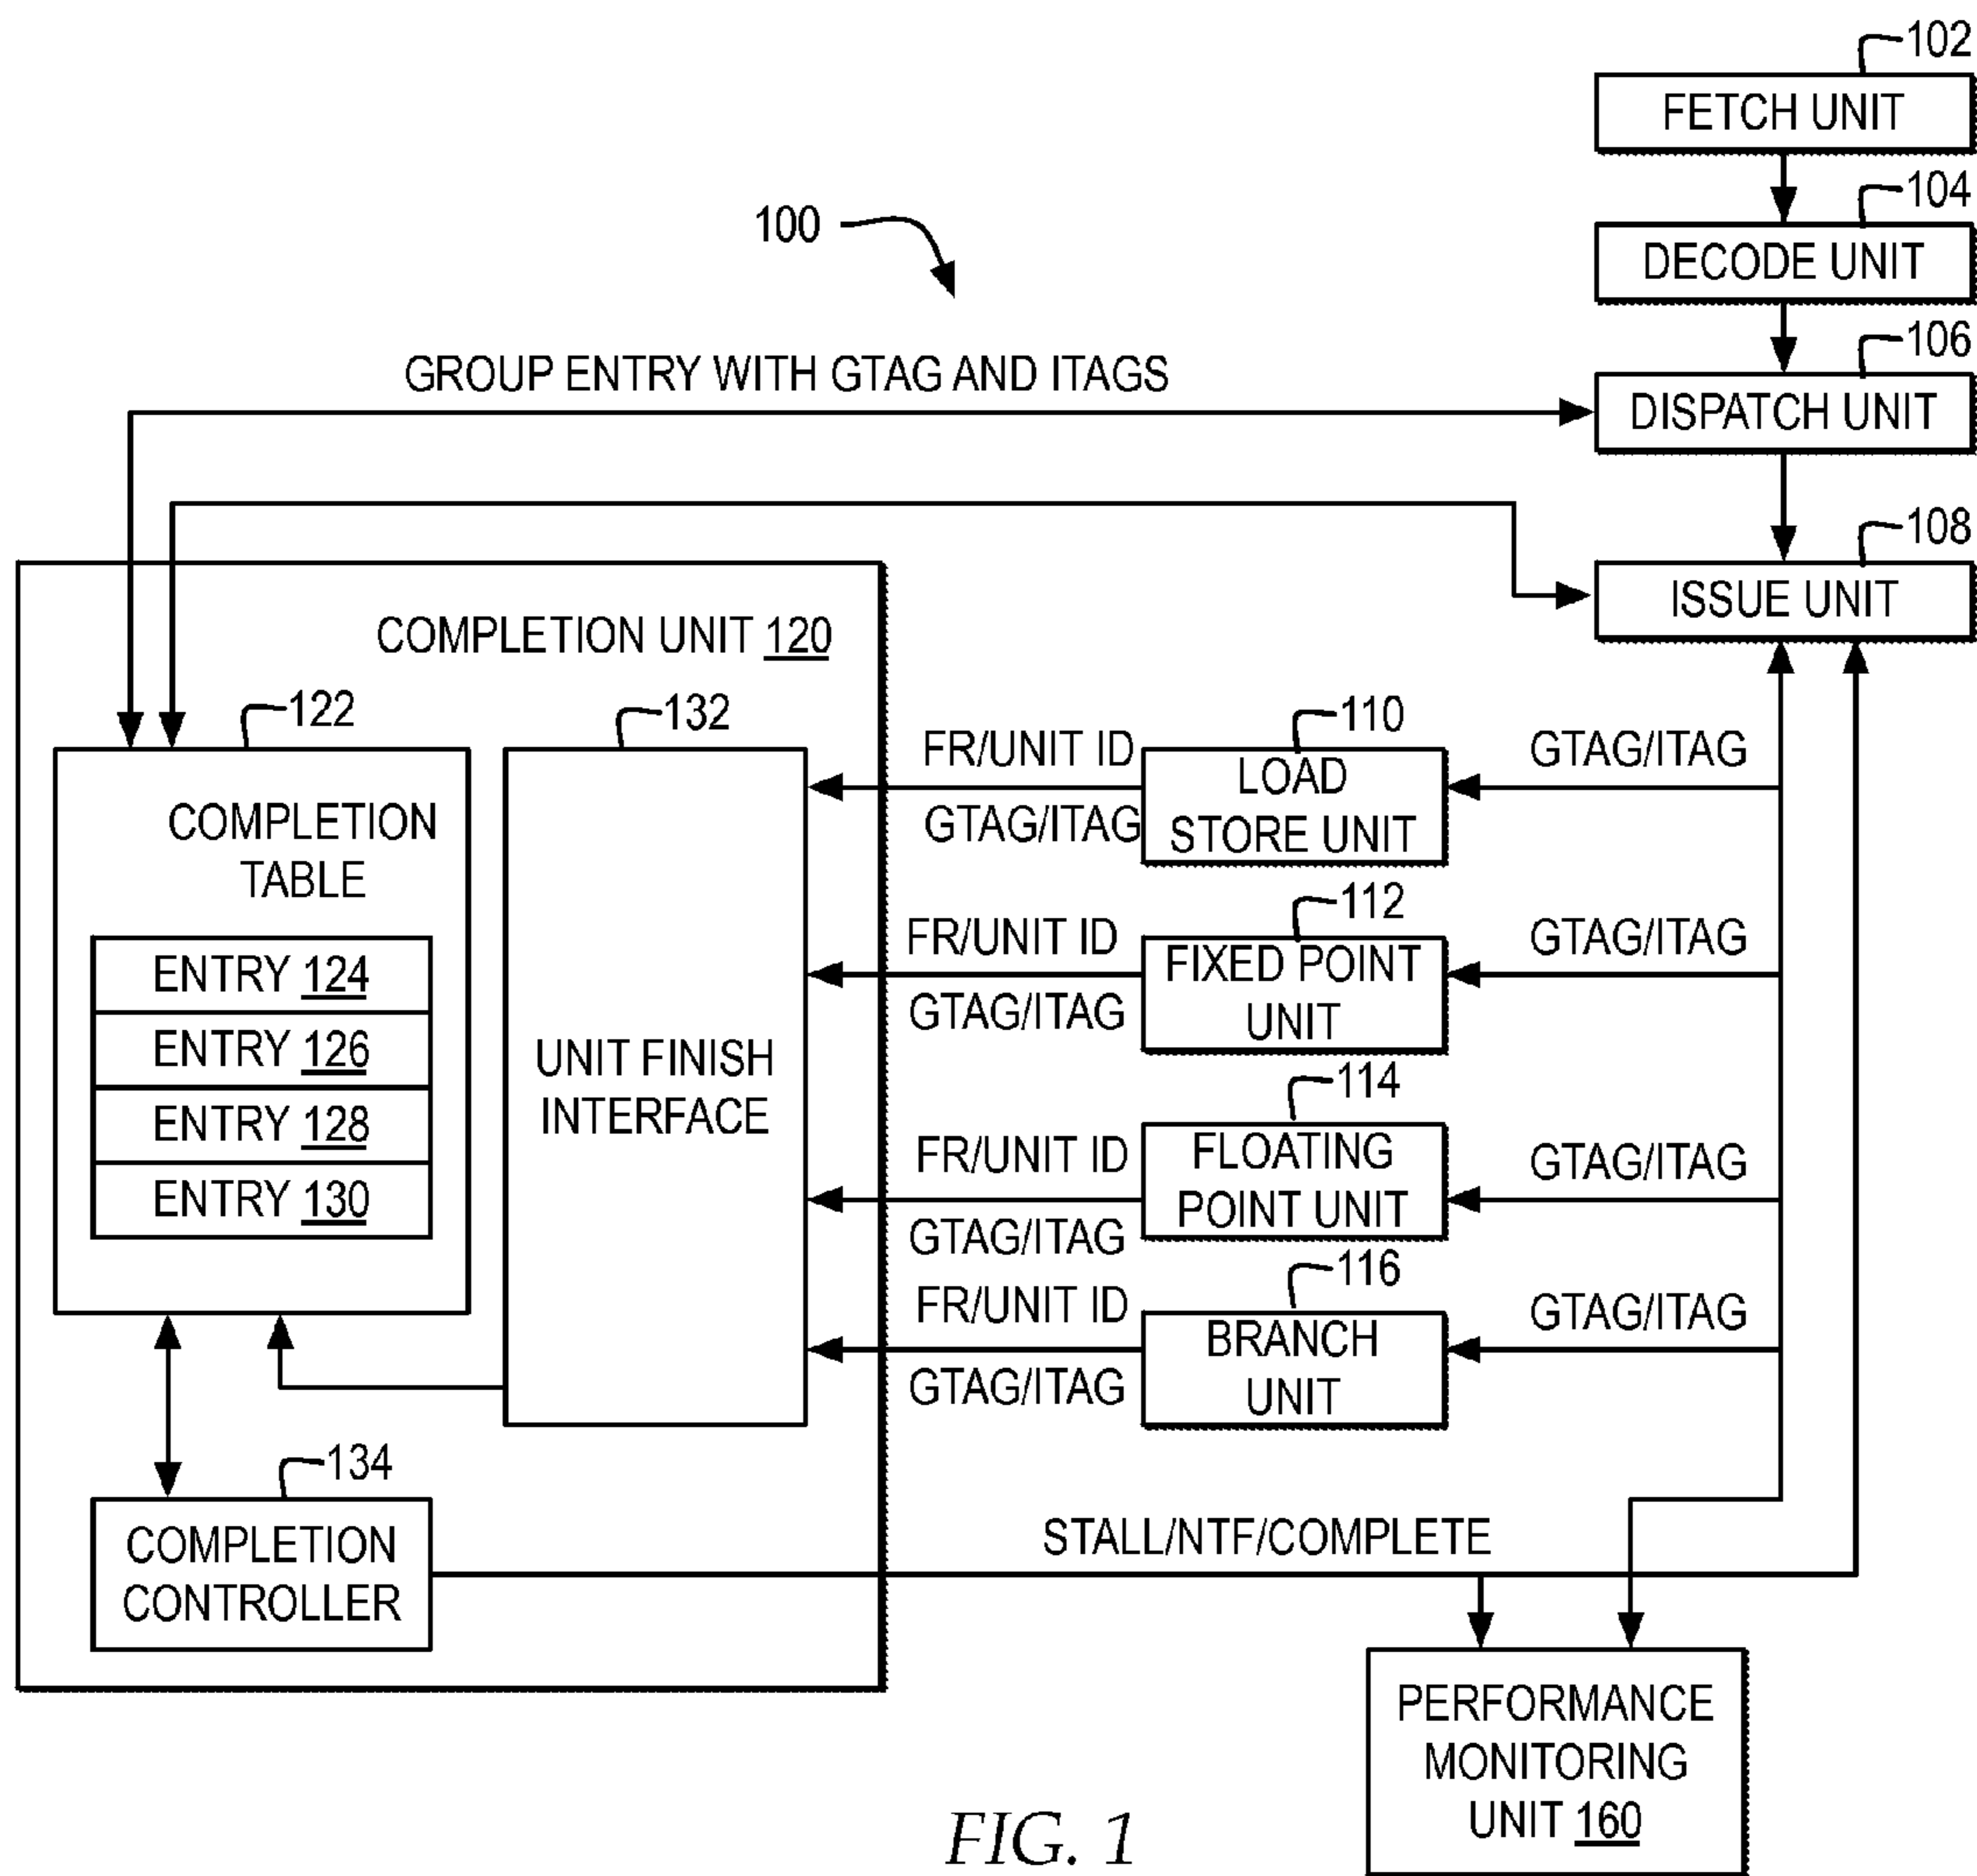 102
FETCH UNIT
104
100
DECODE UNIT
106
GROUP ENTRY WITH GTAG AND ITAGS
DISPATCH UNIT
108
ISSUE UNIT
COMPLETION UNIT 120
122
132
110
FR/UNIT ID
GTAG/ITAG
LOAD
STORE UNIT
GTAG/ITAG
COMPLETION
TABLE
112
FR/UNIT ID
GTAG/ITAG
FIXED POINT
UNIT
GTAG/ITAG
ENTRY 124
ENTRY 126
ENTRY 128
ENTRY 130
UNIT FINISH
INTERFACE
114
FR/UNIT ID
GTAG/ITAG
FLOATING
POINT UNIT
GTAG/ITAG
116
FR/UNIT ID
GTAG/ITAG
BRANCH
UNIT
GTAG/ITAG
134
COMPLETION
CONTROLLER
STALL/NTF/COMPLETE
PERFORMANCE
MONITORING
UNIT 160
FIG. 1